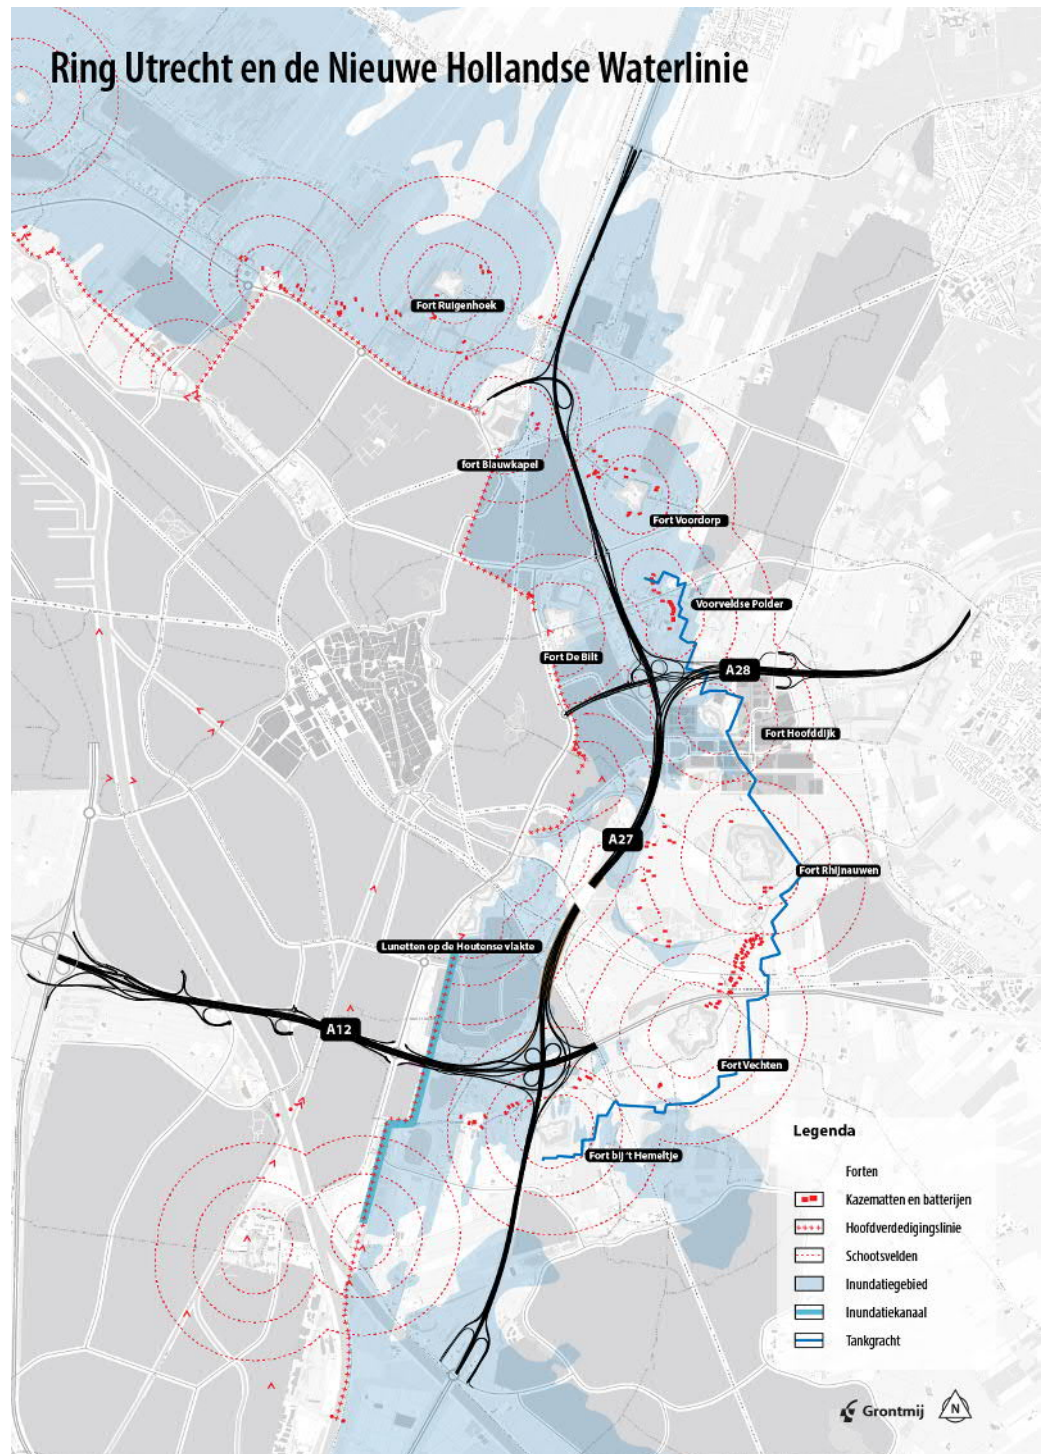 Ring Utrecht en de Nieuwe Hollandse Waterlinie
Fort Ruigenhoek
fort Blauwkapel
Fort Voordorp
Voorveldse Polder
Fort De Bilt
A28
Fort Hoofddijk
A27
Fort Rhijnauwen
Lunetten op de Houtense vlakte
A12
Fort Vechten
Fort bij 't Hemeltje
Legenda
Forten
Kazematten en batterijen
Hoofdverdedigingslinie
Schootsvelden
Inundatiegebied
Inundatiekanaal
Tankgracht
Grontmij
N